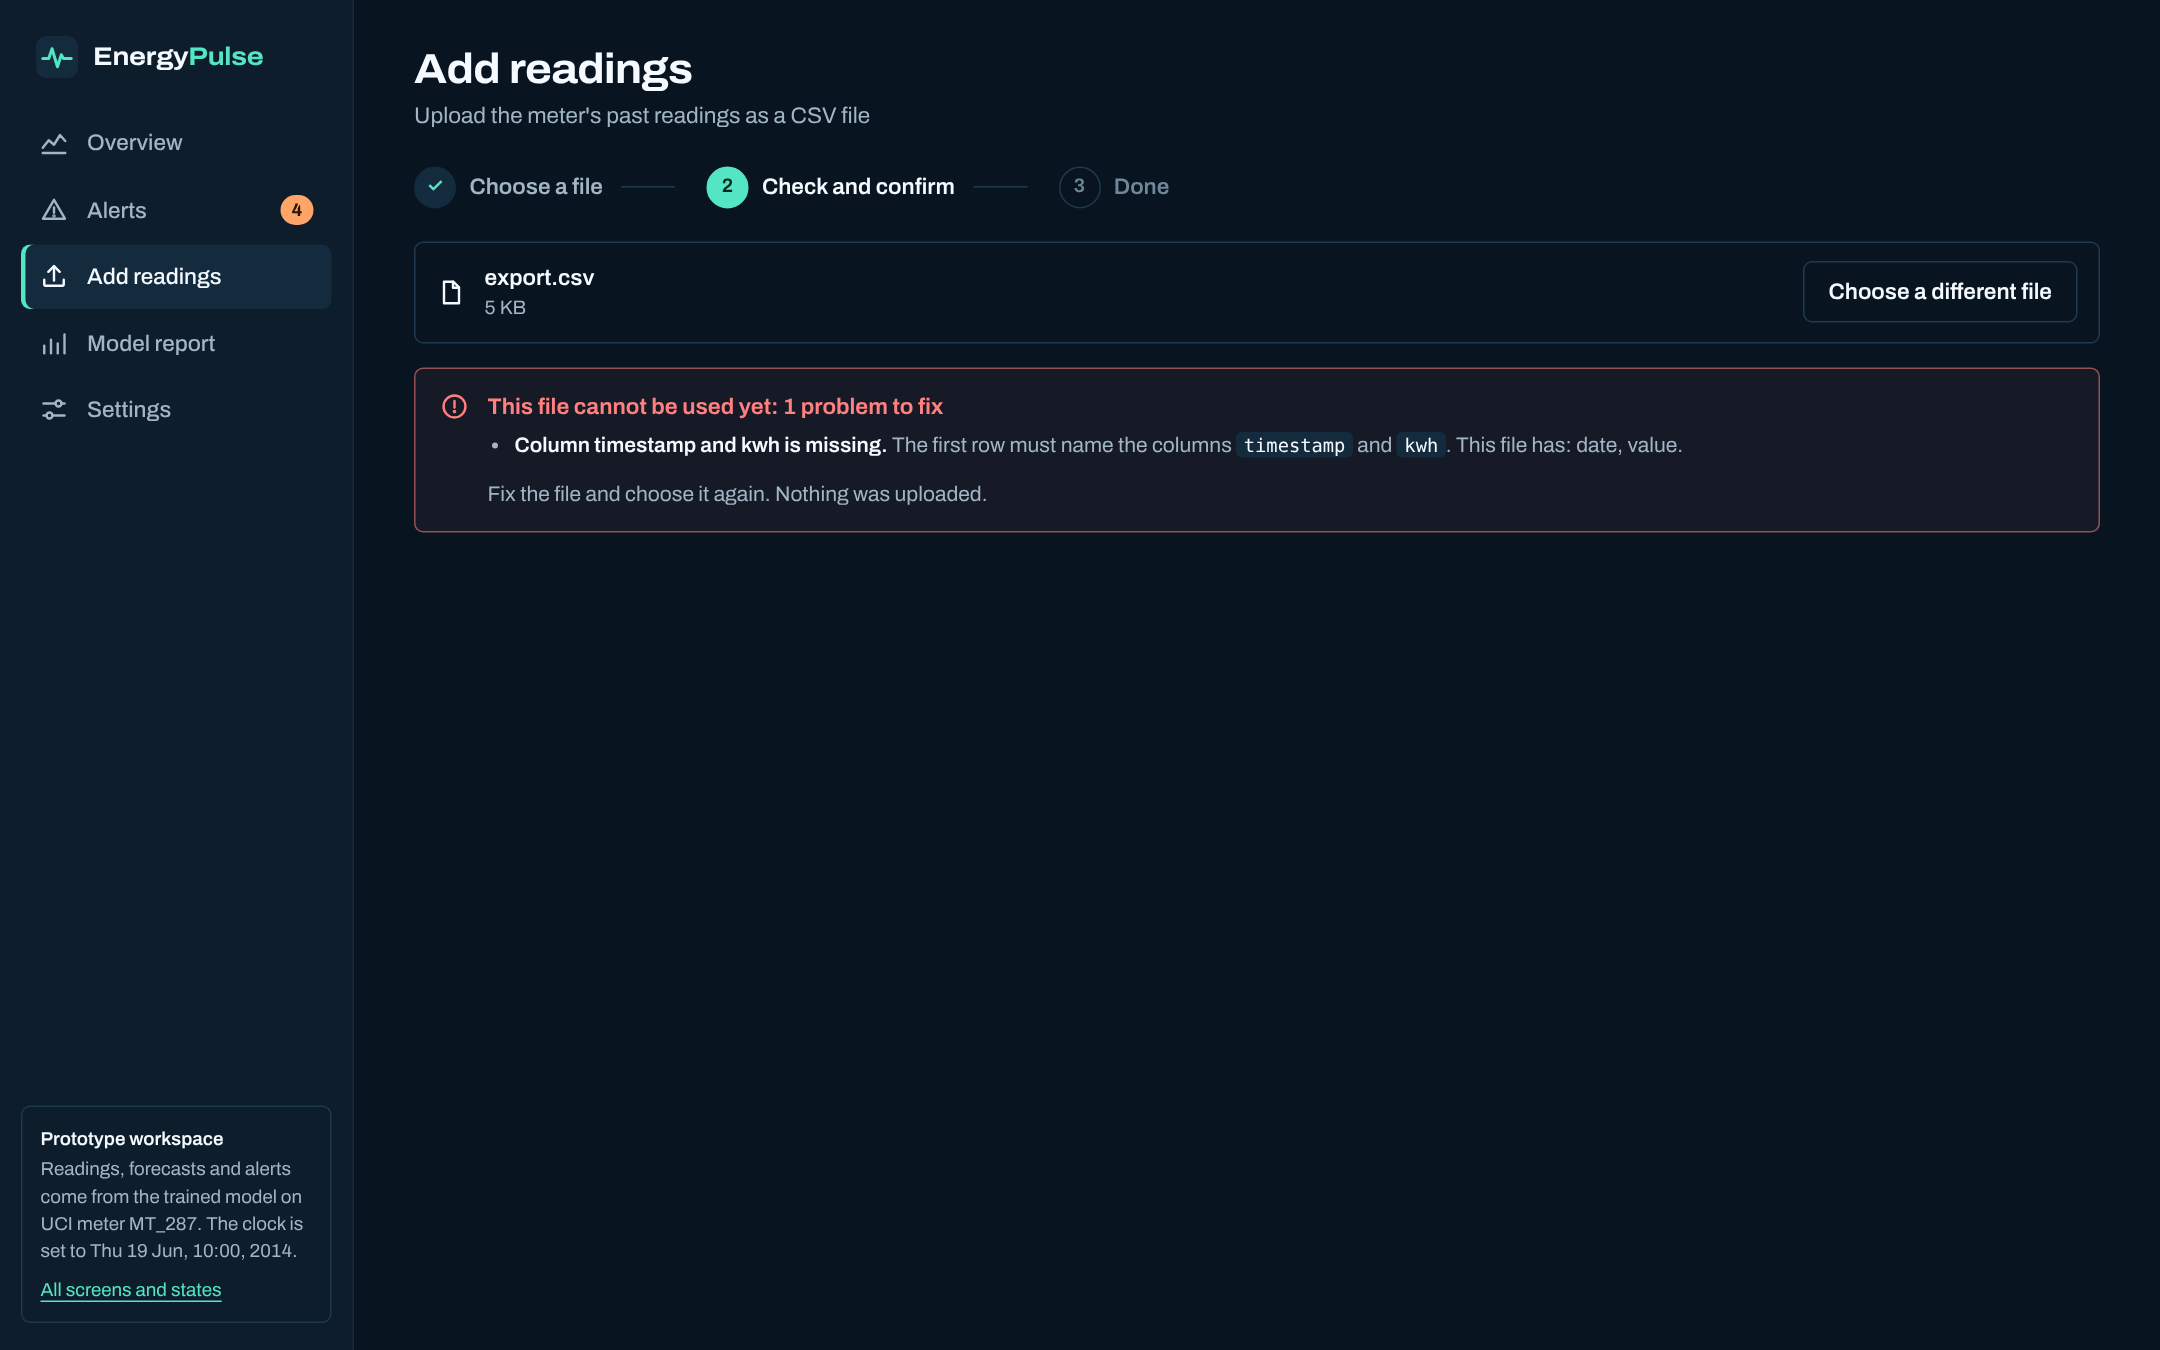 EnergyPulse
Overview
Alerts
4
Add readings
Model report
Settings
Prototype workspace
Readings, forecasts and alerts
come from the trained model on
UCI meter MT_287. The clock is
set to Thu 19 Jun, 10:00, 2014.
All screens and states
Add readings
Upload the meter's past readings as a CSV file
Choose a file
2 Check and confirm
3 Done
export.csv
5 KB
Choose a different file
This file cannot be used yet: 1 problem to fix
• Column timestamp and kwh is missing. The first row must name the columns timestamp and kwh. This file has: date, value.
Fix the file and choose it again. Nothing was uploaded.